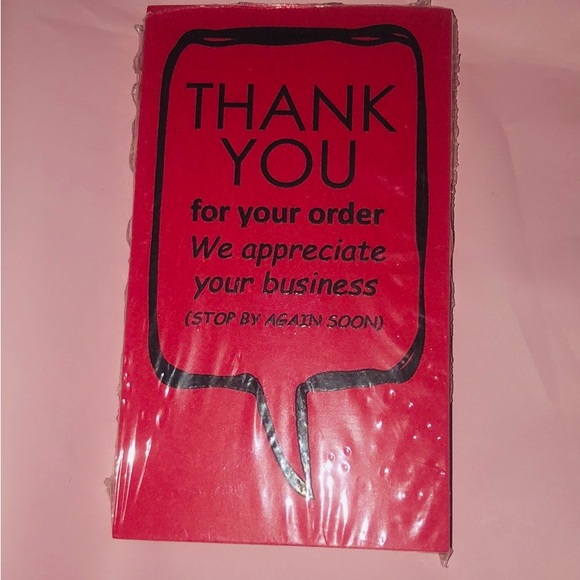 THANK
YOU
for your order
We appreciate
your business
(STOP BY AGAIN SOON)